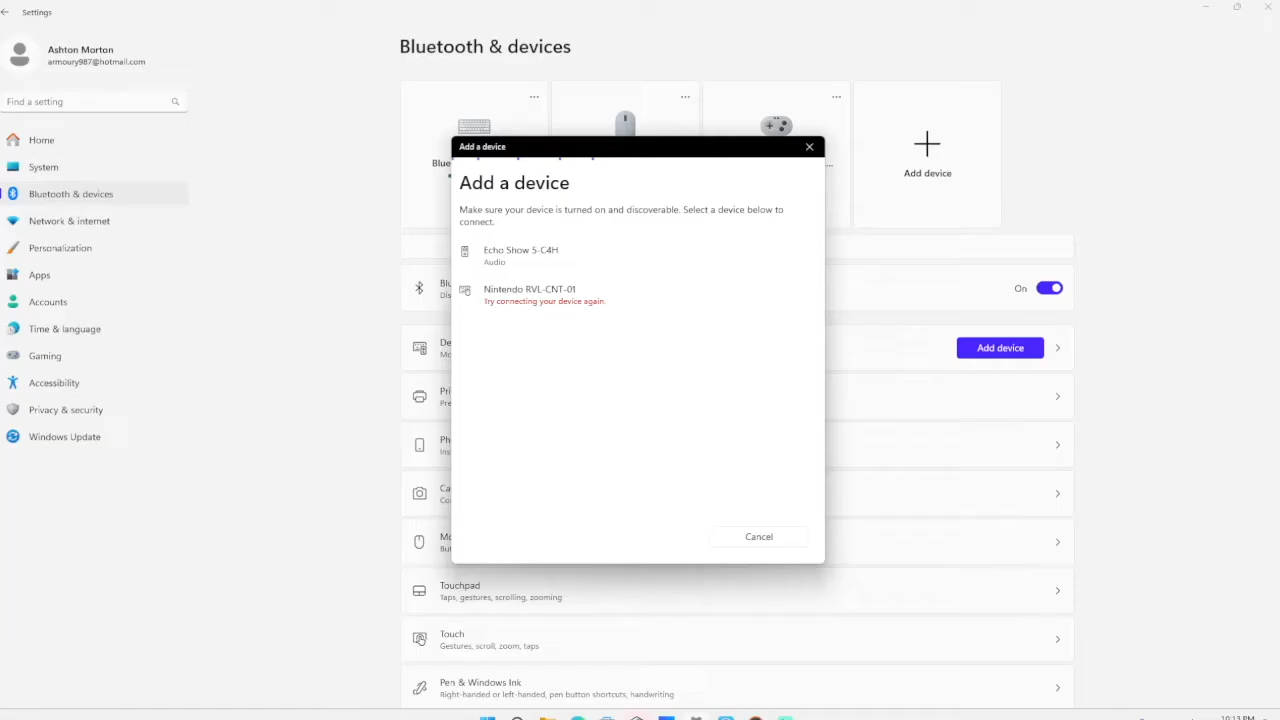 Settings
Ashton Morton
armoury987@hotmail.com
Find a setting
Home
System
Bluetooth & devices
Network & internet
Personalization
Apps
Accounts
Time & language
Gaming
Accessibility
Privacy & security
Windows Update
Bluetooth & devices
Add device
Add a device
Add a device
Make sure your device is turned on and discoverable. Select a device below to
connect.
Echo Show 5-C4H
Audio
Nintendo RVL-CNT-01
Try connecting your device again.
Cancel
On
Add device
Touchpad
Taps, gestures, scrolling, zooming
Touch
Gestures, scroll, zoom, taps
Pen & Windows Ink
Right-handed or left-handed, pen button shortcuts, handwriting
10:13 PM